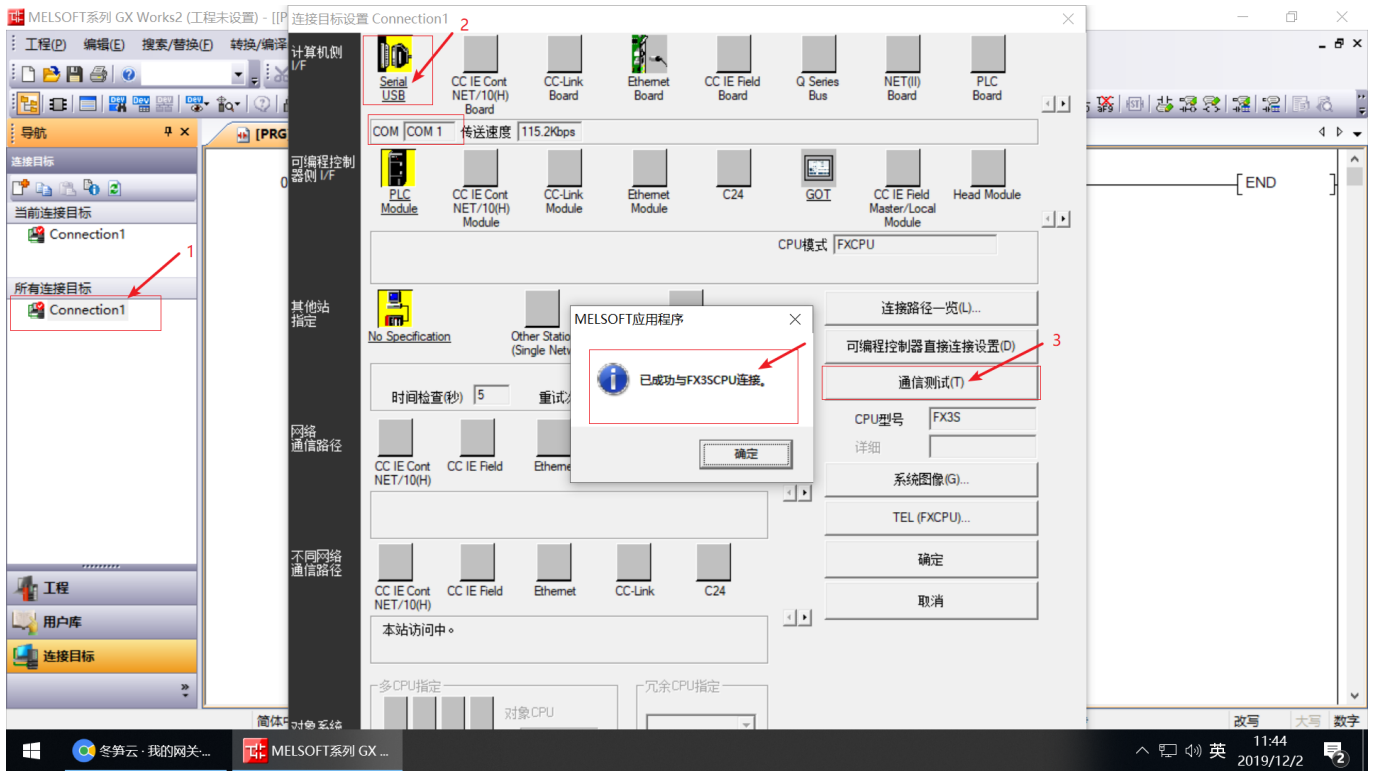 MELSOFT系列 GX Works2 (工程未设置) - [[P
连接目标设置 Connection1
2
工程(P) 编辑(E) 搜索/替换(F) 转换/编译
导航
[PRG
连接目标
当前连接目标
Connection1
1
所有连接目标
Connection1
工程
用户库
连接目标
计算机侧
I/F
Serial
USB
CC IE Cont
NET/10(H)
Board
CC-Link
Board
Ethernet
Board
CC IE Field
Board
Q Series
Bus
NET(II)
Board
PLC
Board
COM COM 1 传送速度 115.2Kbps
可编程控制
器侧 I/F
PLC
Module
CC IE Cont
NET/10(H)
Module
CC-Link
Module
Ethernet
Module
C24
GOT
CC IE Field
Master/Local
Module
Head Module
CPU模式 FXCPU
0
END
其他站
指定
No Specification
Other Statio
(Single Netw
时间检查(秒) 5 重试
MELSOFT应用程序
已成功与FX3SCPU连接。
确定
连接路径一览(L)...
可编程控制器直接连接设置(D)
3
通信测试(T)
CPU型号 FX3S
详细
系统图像(G)...
TEL (FXCPU)...
确定
取消
网络
通信路径
CC IE Cont
NET/10(H)
CC IE Field
Etherne
不同网络
通信路径
CC IE Cont
NET/10(H)
CC IE Field
Ethernet
CC-Link
C24
本站访问中。
多CPU指定
对象CPU
冗余CPU指定
对象系统
简体
改写 大写 数字
冬笋云 · 我的网关·...
MELSOFT系列 GX ...
英
11:44
2019/12/2
2